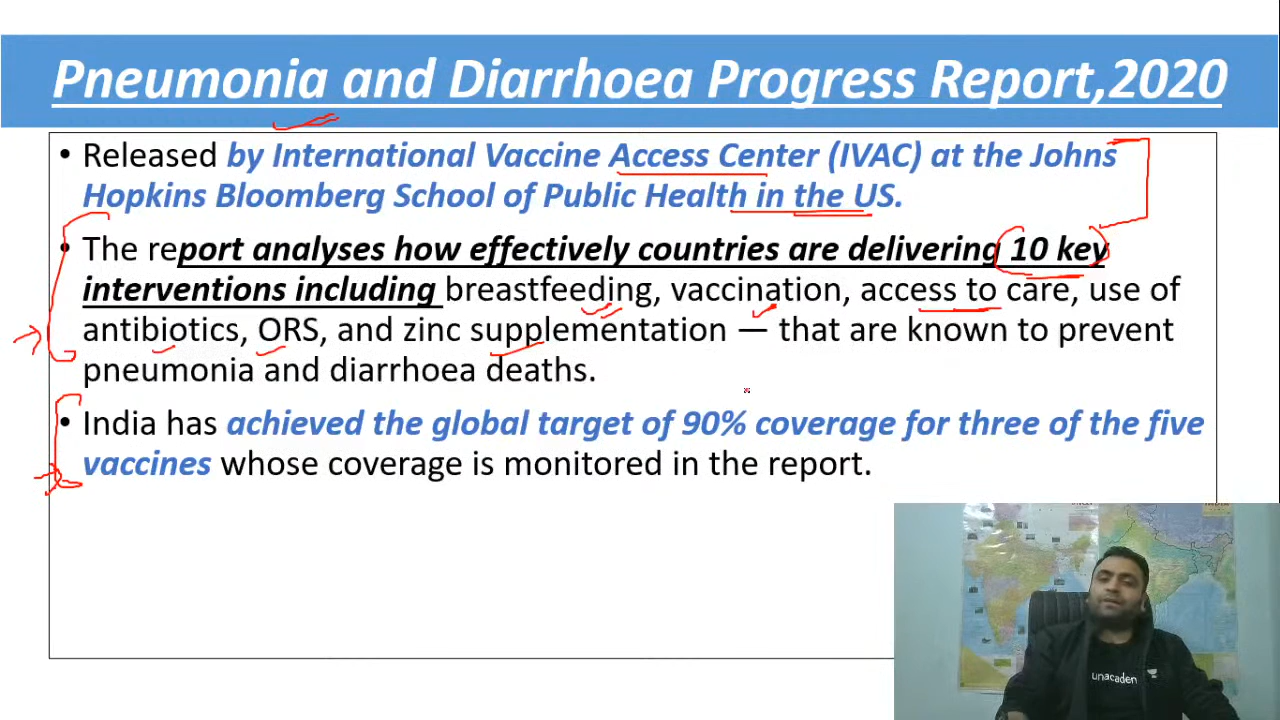 Pneumonia and Diarrhoea Progress Report,2020
• Released by International Vaccine Access Center (IVAC) at the Johns
Hopkins Bloomberg School of Public Health in the US.
• The report analyses how effectively countries are delivering 10 key
interventions including breastfeeding, vaccination, access to care, use of
antibiotics, ORS, and zinc supplementation — that are known to prevent
pneumonia and diarrhoea deaths.
• India has achieved the global target of 90% coverage for three of the five
vaccines whose coverage is monitored in the report.
unacaden